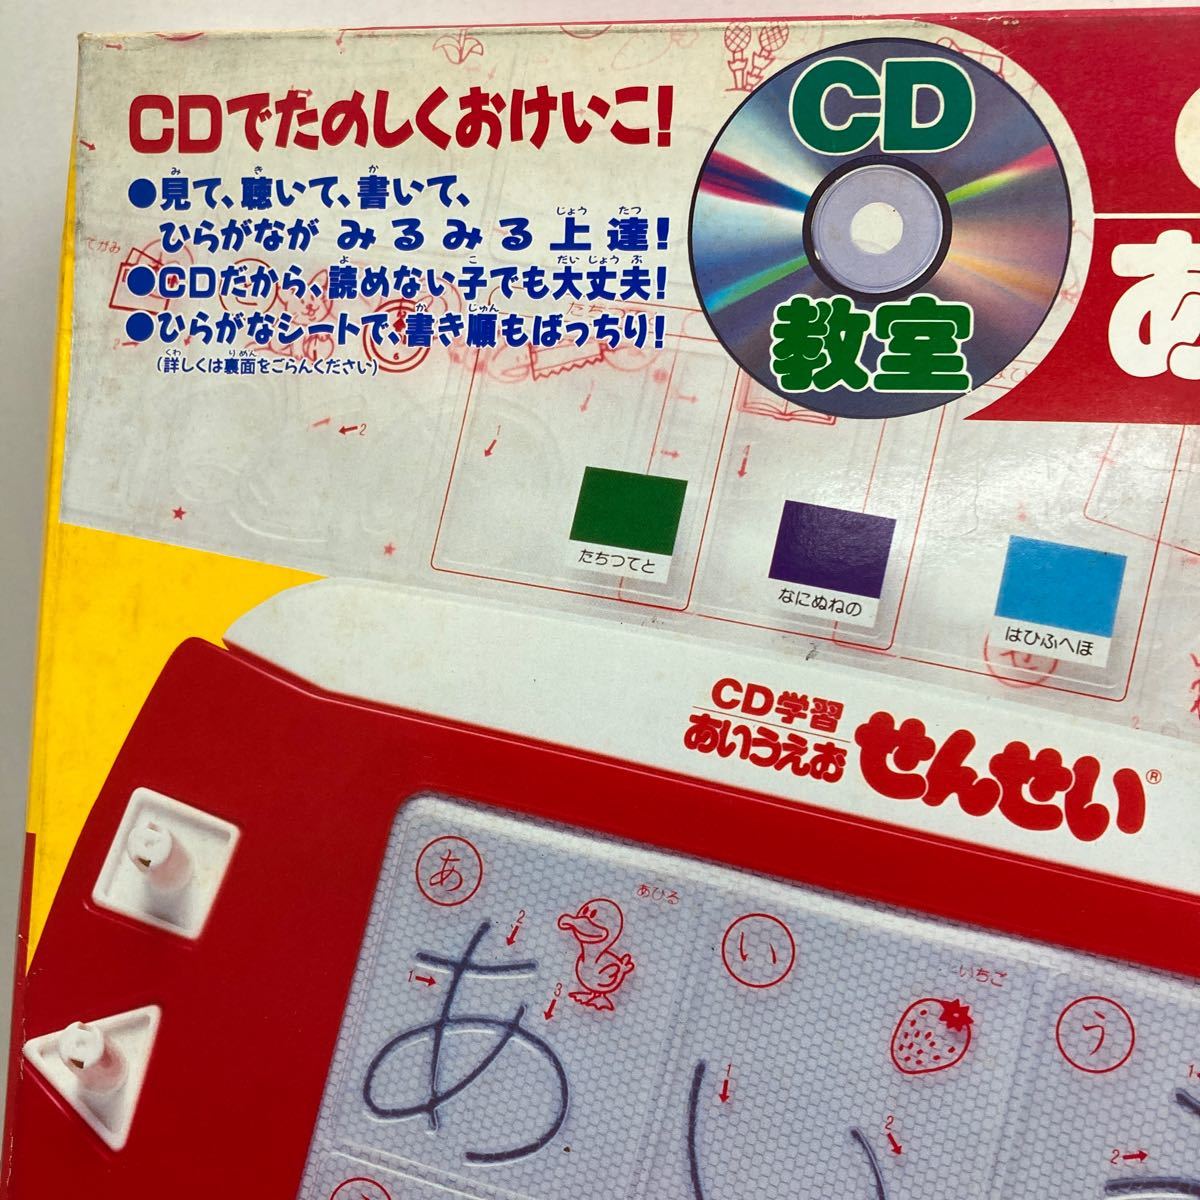 CDでたのしくおけいこ!
●見て、聴いて、書いて、
ひらがなが みるみる上達!
●CDだから、読めない子でも大丈夫!
●ひらがなシートで、書き順もばっちり!
(詳しくは裏面をごらんください)
CD
教室
あ
てがみ
たちつてと
なにぬねの
はひふへほ
CD学習
あいうえお
せんせい®
あ
あひる
あ
い
いちご
い
う